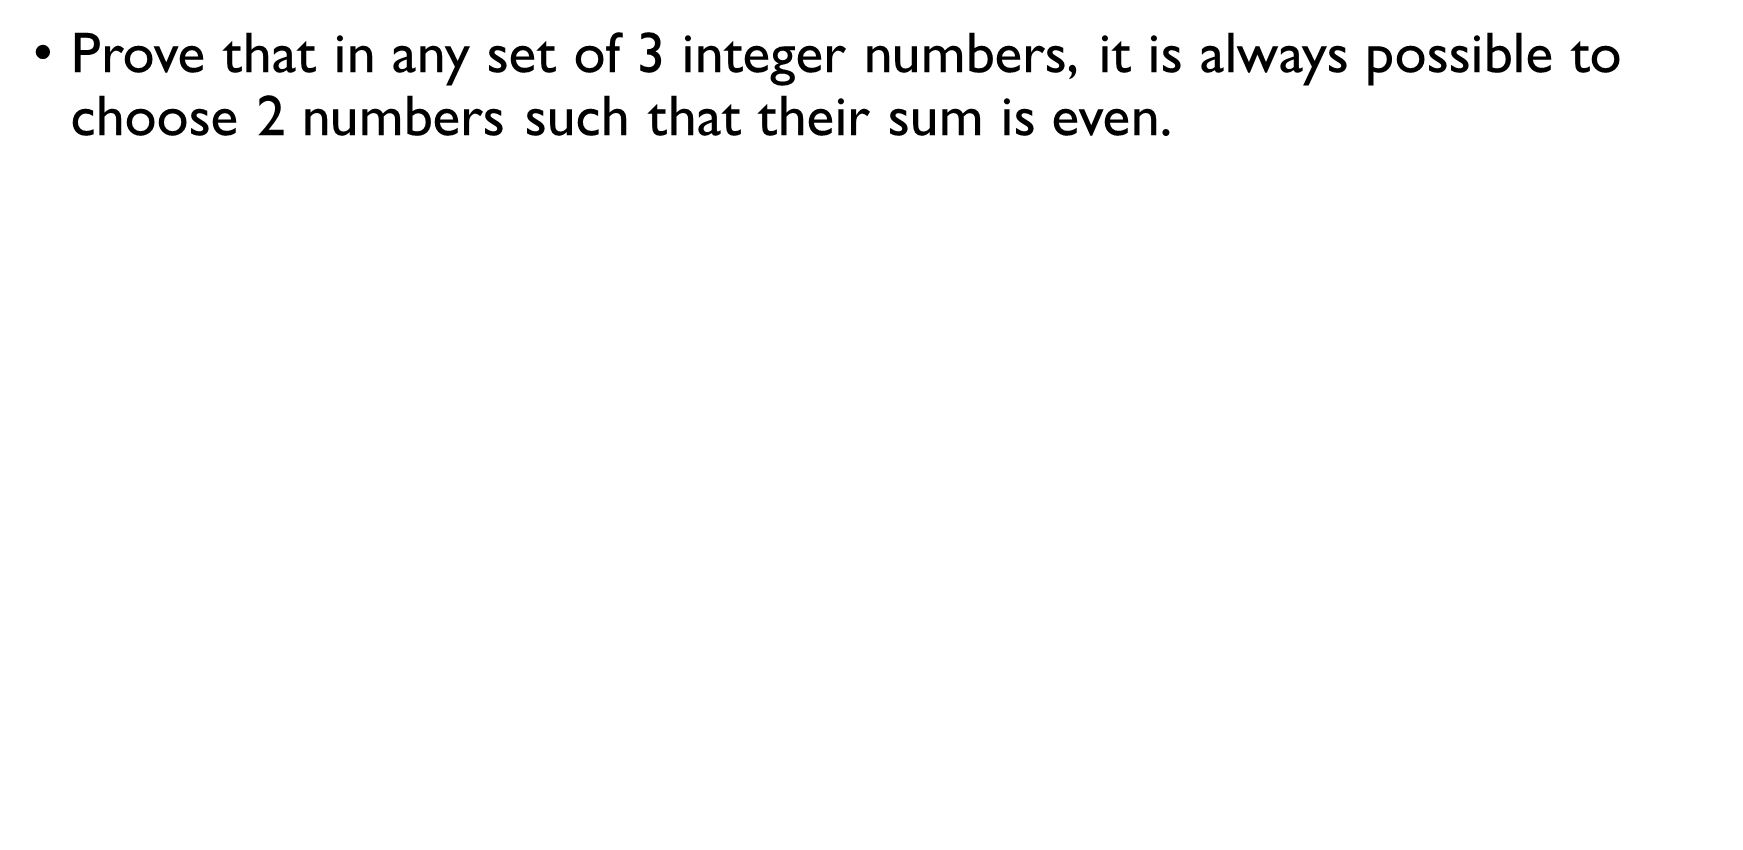 • Prove that in any set of 3 integer numbers, it is always possible to
choose 2 numbers such that their sum is even.